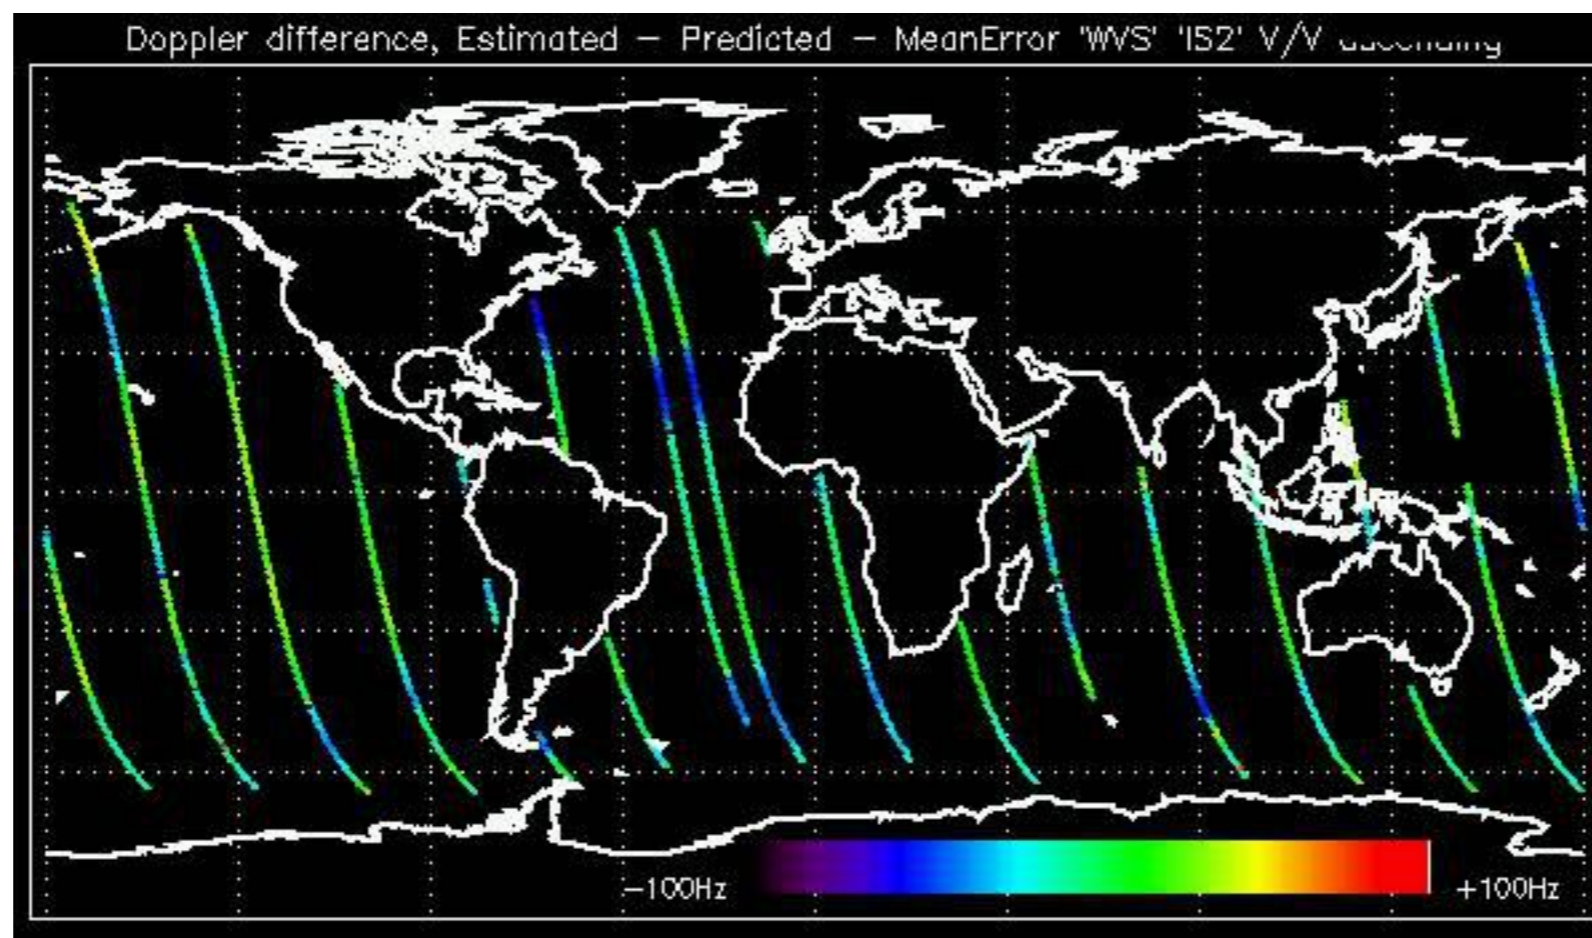 Doppler difference, Estimated – Predicted – MeanError 'WVS' 'IS2' V/V
-100Hz
+100Hz